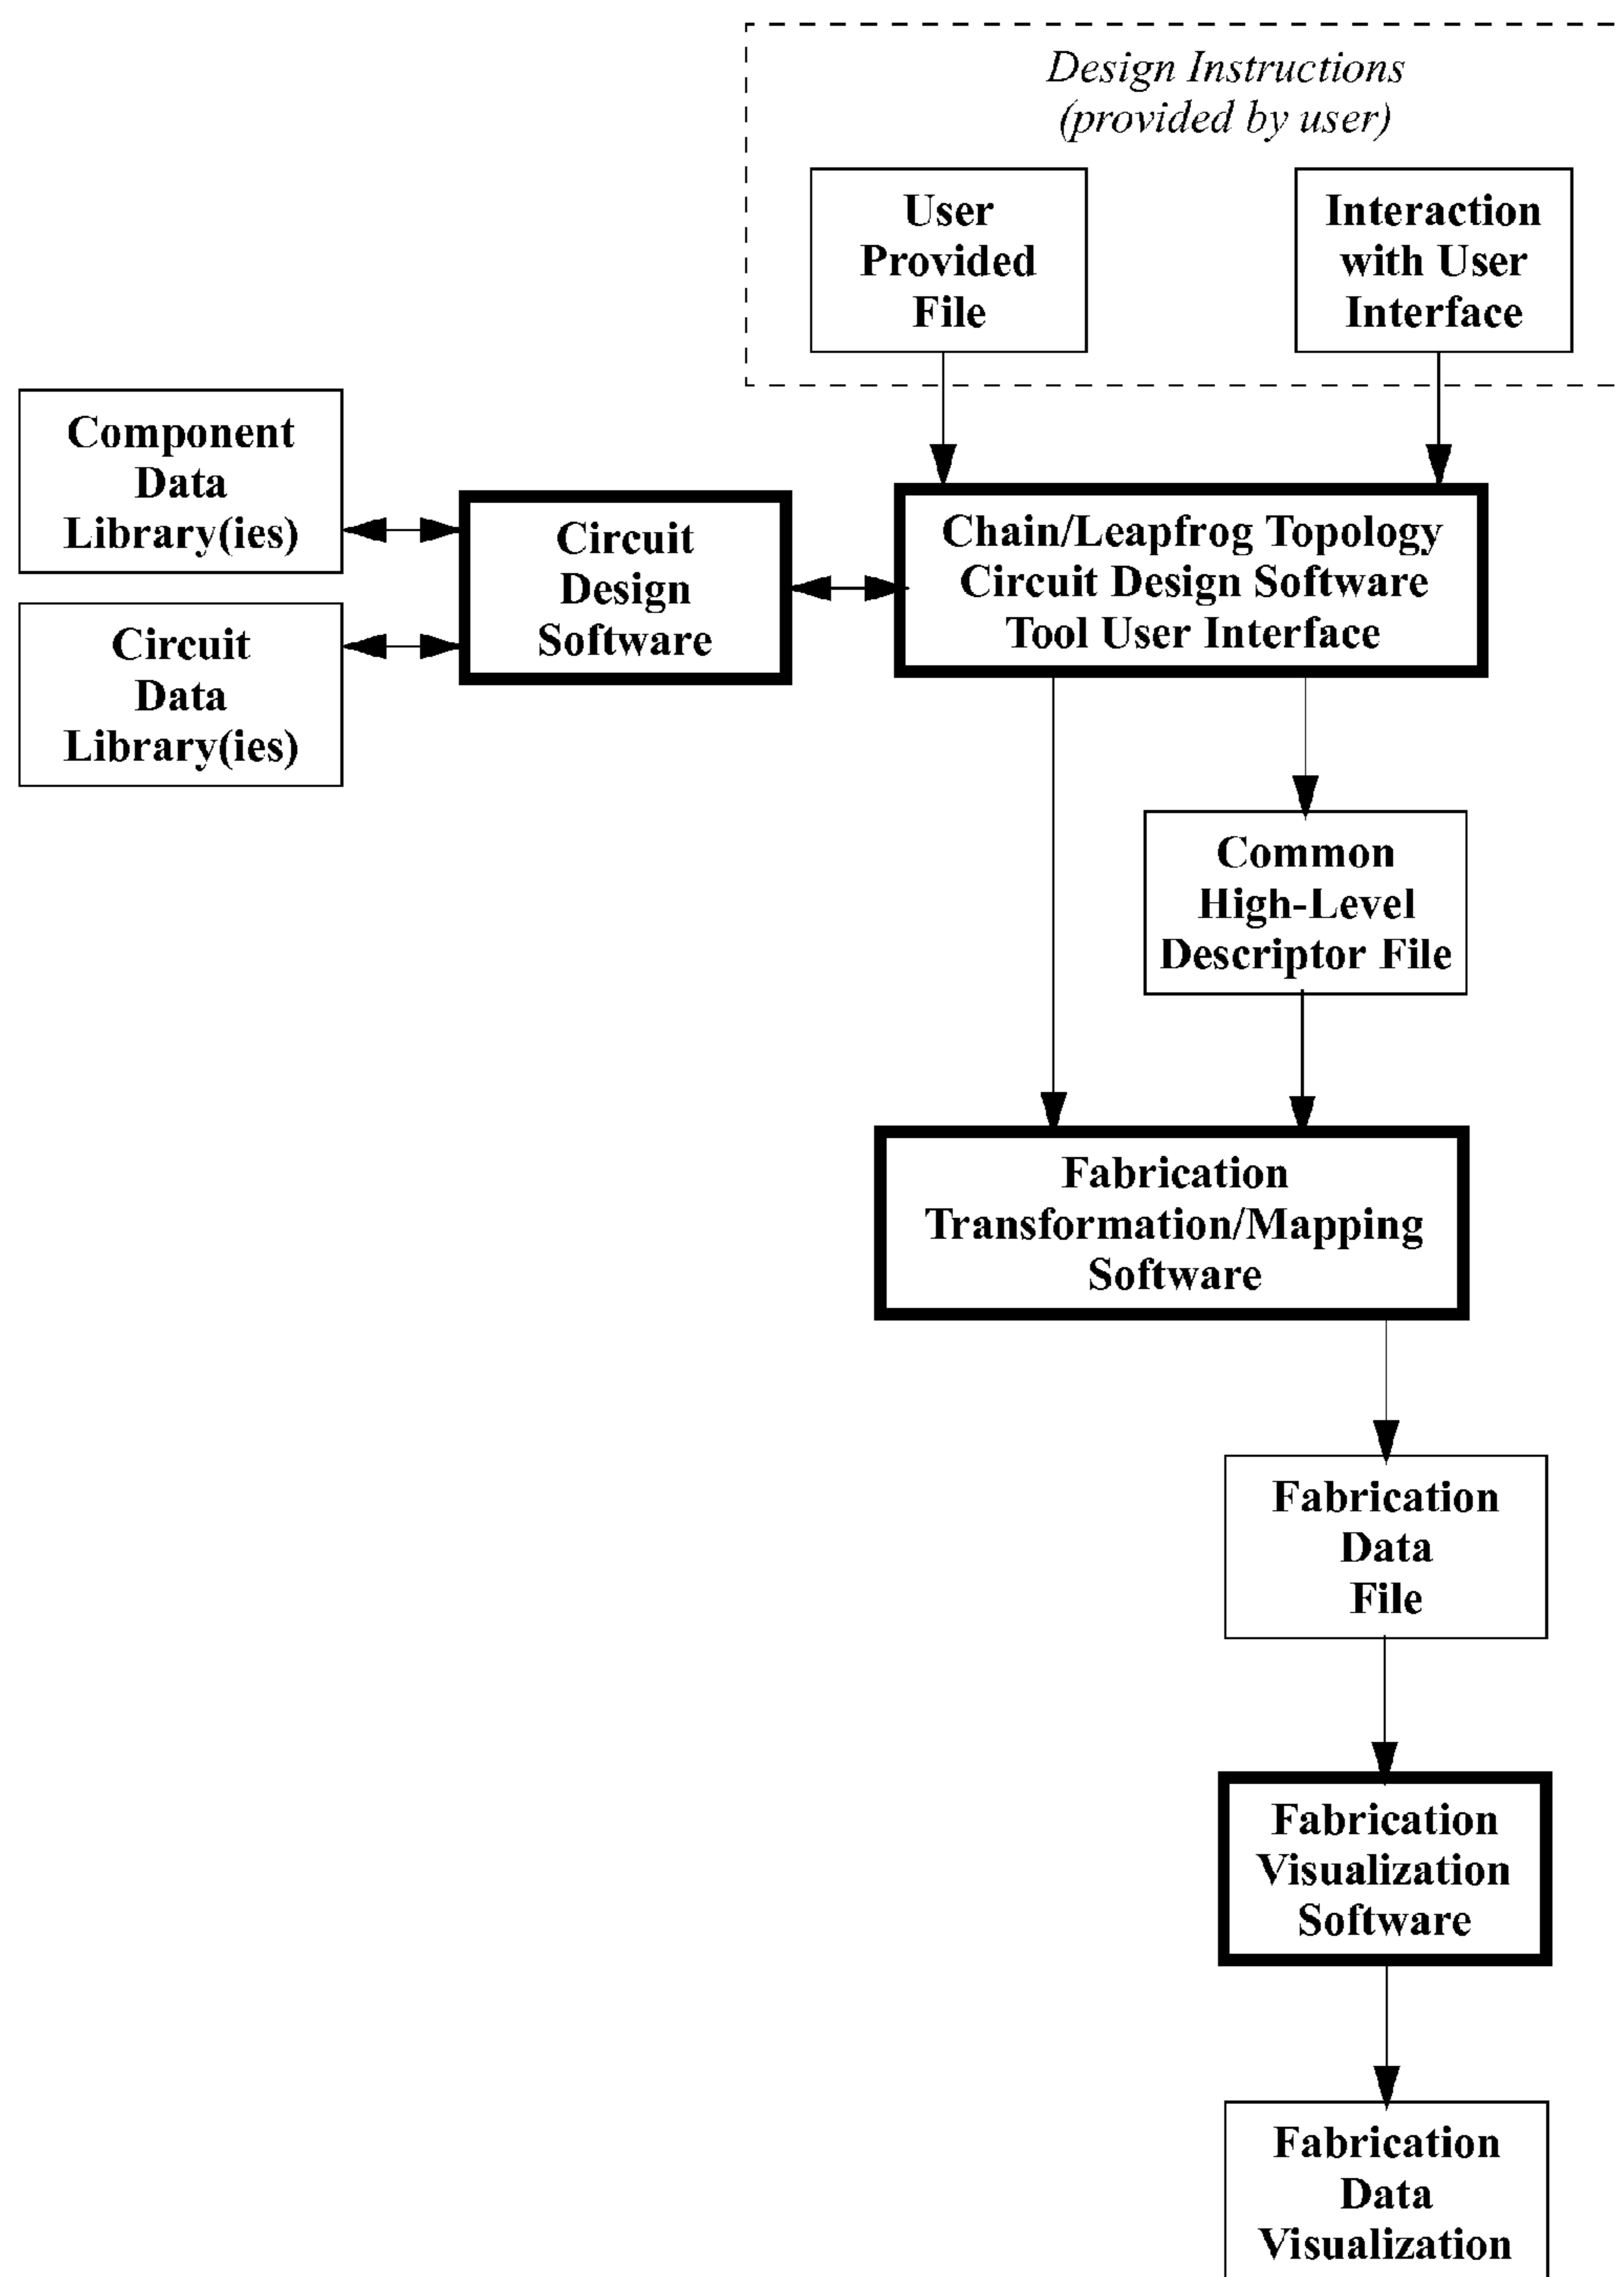 Design Instructions
(provided by user)
User
Provided
File
Interaction
with User
Interface
Component
Data
Library(ies)
Circuit
Data
Library(ies)
Circuit
Design
Software
Chain/Leapfrog Topology
Circuit Design Software
Tool User Interface
Common
High-Level
Descriptor File
Fabrication
Transformation/Mapping
Software
Fabrication
Data
File
Fabrication
Visualization
Software
Fabrication
Data
Visualization